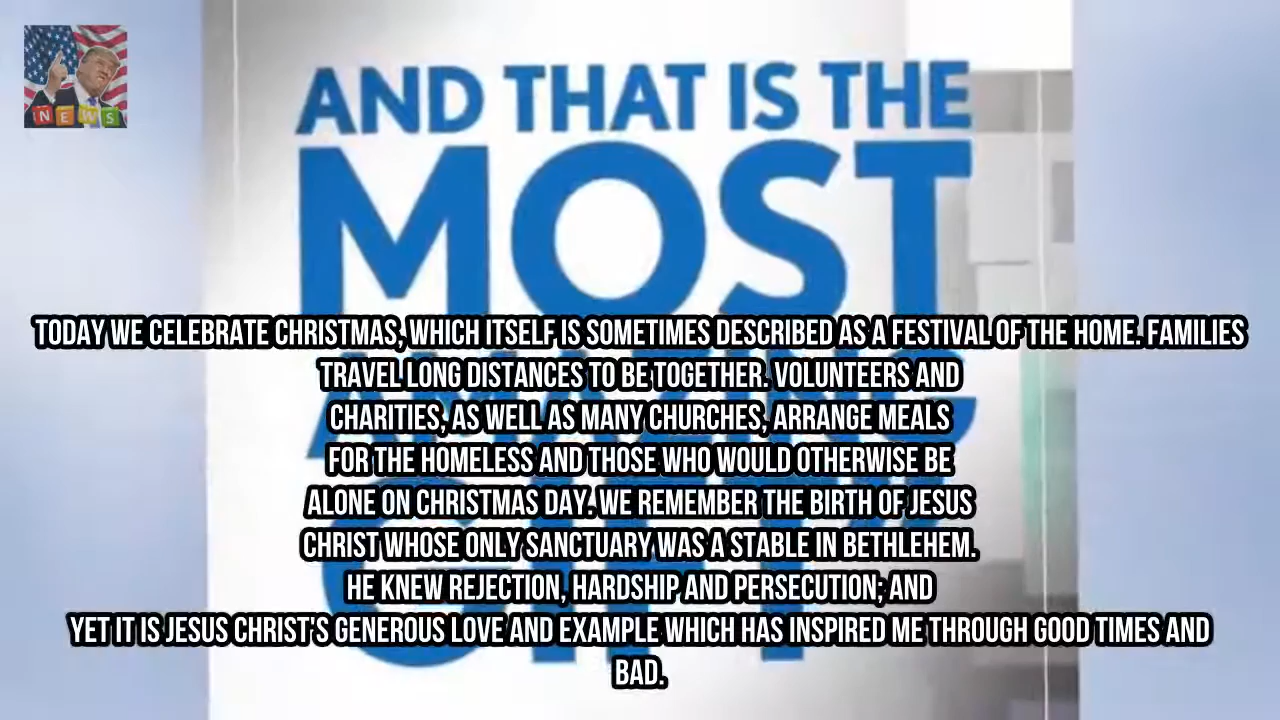 NEWS
AND THAT IS THE
MOST
AMAZING
GIFT
TODAY WE CELEBRATE CHRISTMAS, WHICH ITSELF IS SOMETIMES DESCRIBED AS A FESTIVAL OF THE HOME. FAMILIES
TRAVEL LONG DISTANCES TO BE TOGETHER. VOLUNTEERS AND
CHARITIES, AS WELL AS MANY CHURCHES, ARRANGE MEALS
FOR THE HOMELESS AND THOSE WHO WOULD OTHERWISE BE
ALONE ON CHRISTMAS DAY. WE REMEMBER THE BIRTH OF JESUS
CHRIST WHOSE ONLY SANCTUARY WAS A STABLE IN BETHLEHEM.
HE KNEW REJECTION, HARDSHIP AND PERSECUTION; AND
YET IT IS JESUS CHRIST'S GENEROUS LOVE AND EXAMPLE WHICH HAS INSPIRED ME THROUGH GOOD TIMES AND
BAD.